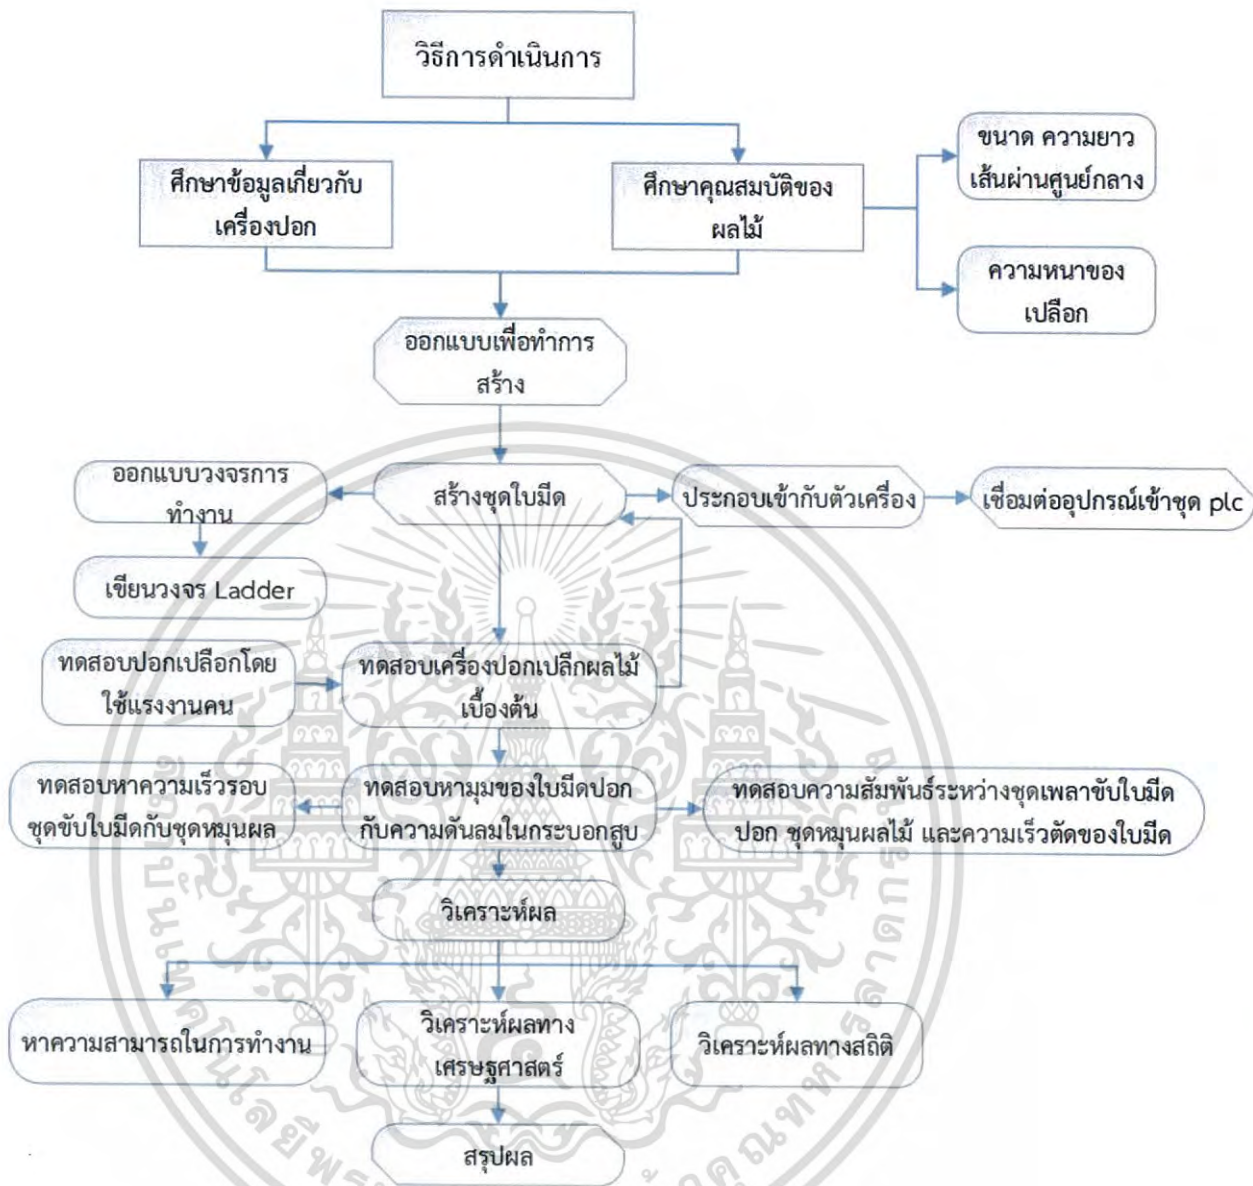 วิธีการดำเนินการ
ศึกษาข้อมูลเกี่ยวกับ
เครื่องปอก
ศึกษาคุณสมบัติของ
ผลไม้
ขนาด ความยาว
เส้นผ่านศูนย์กลาง
ความหนาของ
เปลือก
ออกแบบเพื่อทำการ
สร้าง
ออกแบบวงจรการ
ทำงาน
สร้างชุดใบมีด
ประกอบเข้ากับตัวเครื่อง
เชื่อมต่ออุปกรณ์เข้าชุด plc
เขียนวงจร Ladder
ทดสอบปอกเปลือกโดย
ใช้แรงงานคน
ทดสอบเครื่องปอกเปลึกผลไม้
เบื้องต้น
ทดสอบหาความเร็วรอบ
ชุดขับใบมีดกับชุดหมุนผล
ทดสอบหามุมของใบมีดปอก
กับความดันลมในกระบอกสูบ
ทดสอบความสัมพันธ์ระหว่างชุดเพลาขับใบมีด
ปอก ชุดหมุนผลไม้ และความเร็วตัดของใบมีด
วิเคราะห์ผล
หาความสามารถในการทำงาน
วิเคราะห์ผลทาง
เศรษฐศาสตร์
วิเคราะห์ผลทางสถิติ
สรุปผล